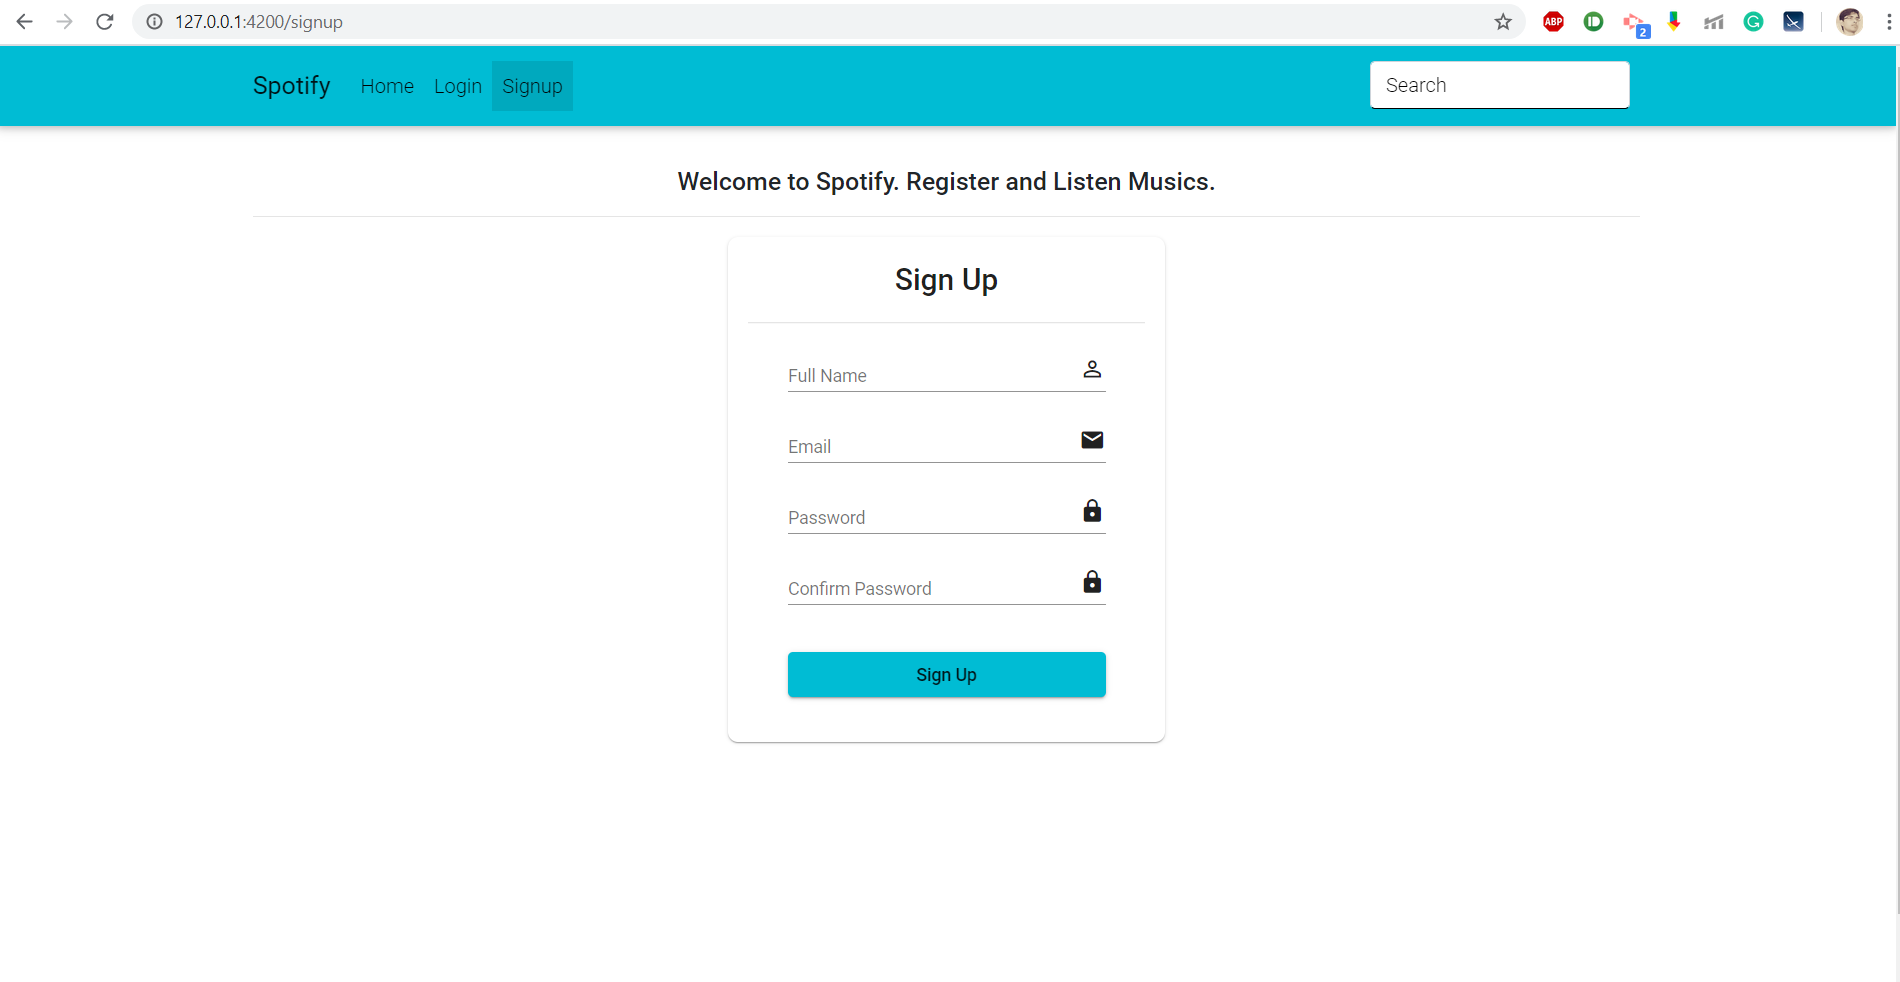 127.0.0.1:4200/signup
ABP
2
Spotify Home Login Signup Search
Welcome to Spotify. Register and Listen Musics.
Sign Up
Full Name
Email
Password
Confirm Password
Sign Up